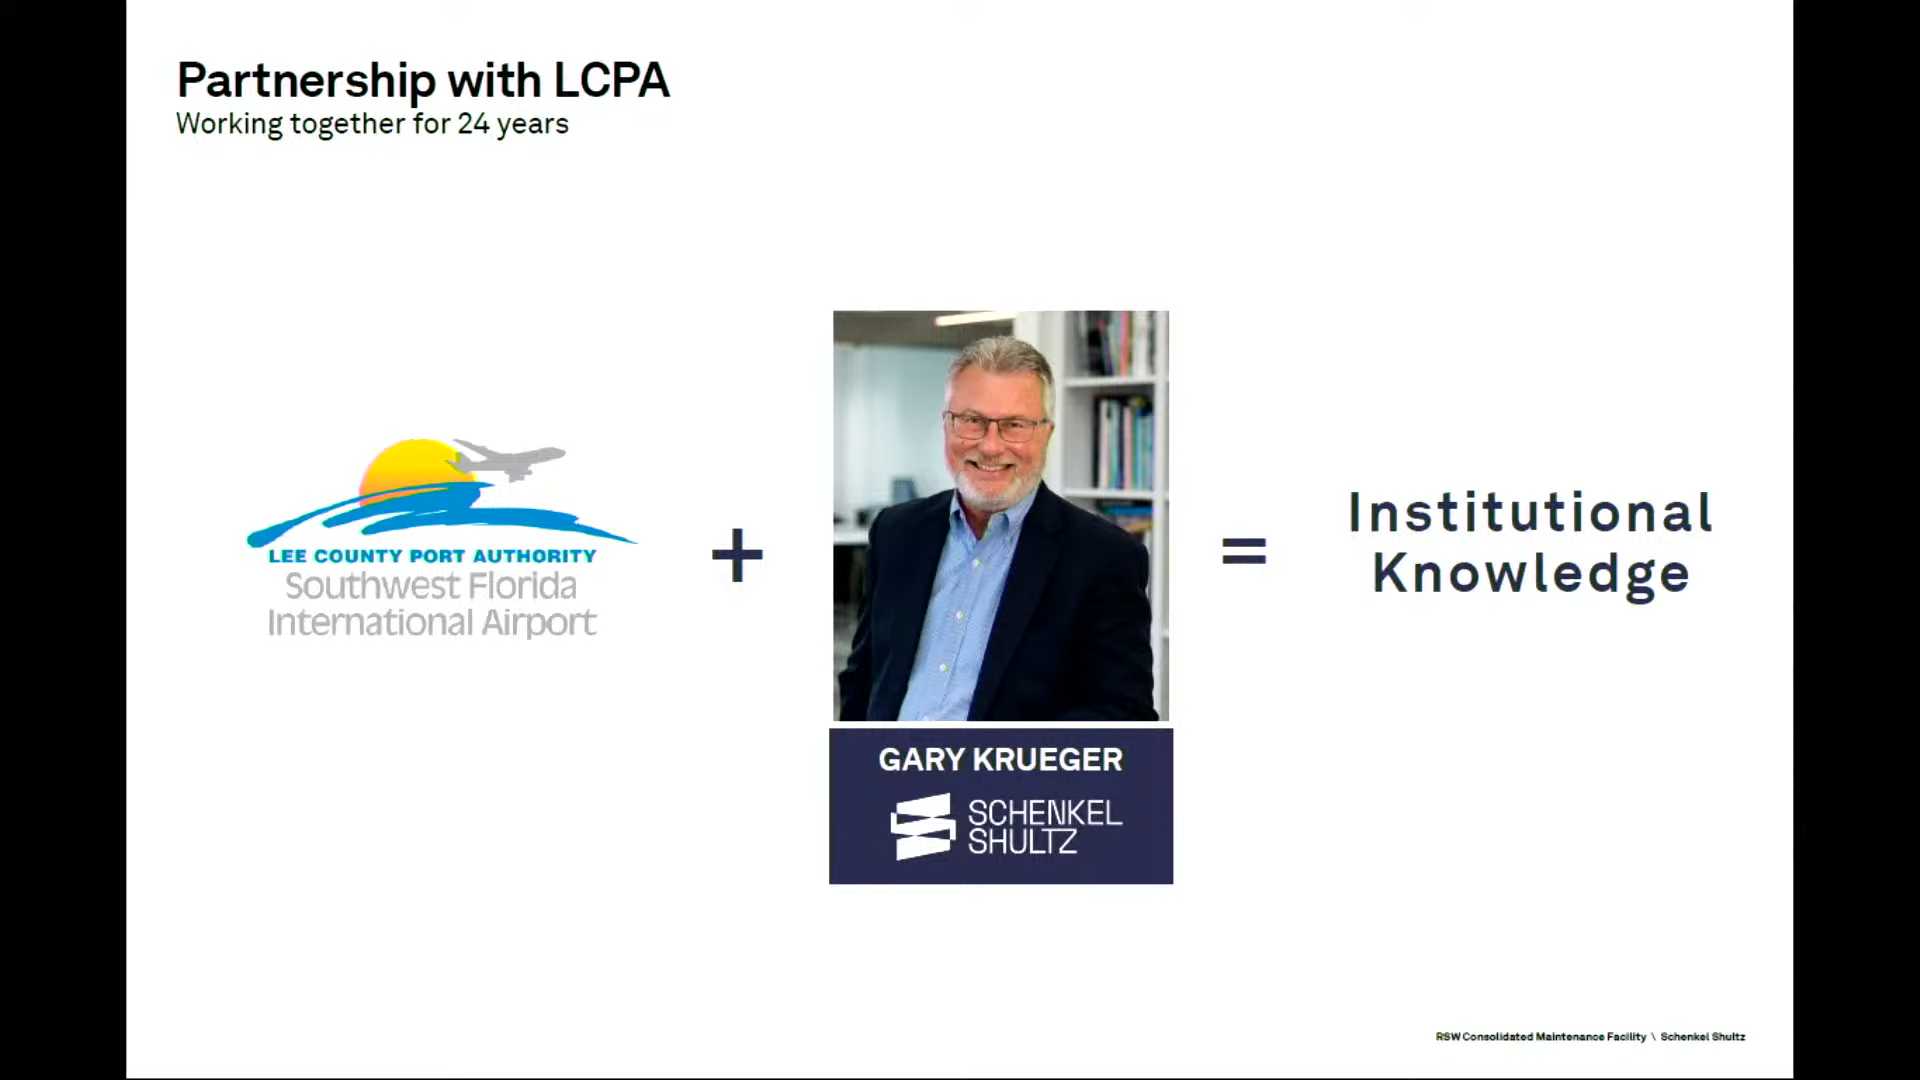 Partnership with LCPA
Working together for 24 years
LEE COUNTY PORT AUTHORITY
Southwest Florida
International Airport
+
=
Institutional
Knowledge
GARY KRUEGER
SCHENKEL
SHULTZ
RSW Consolidated Maintenance Facility \ Schenkel Shultz